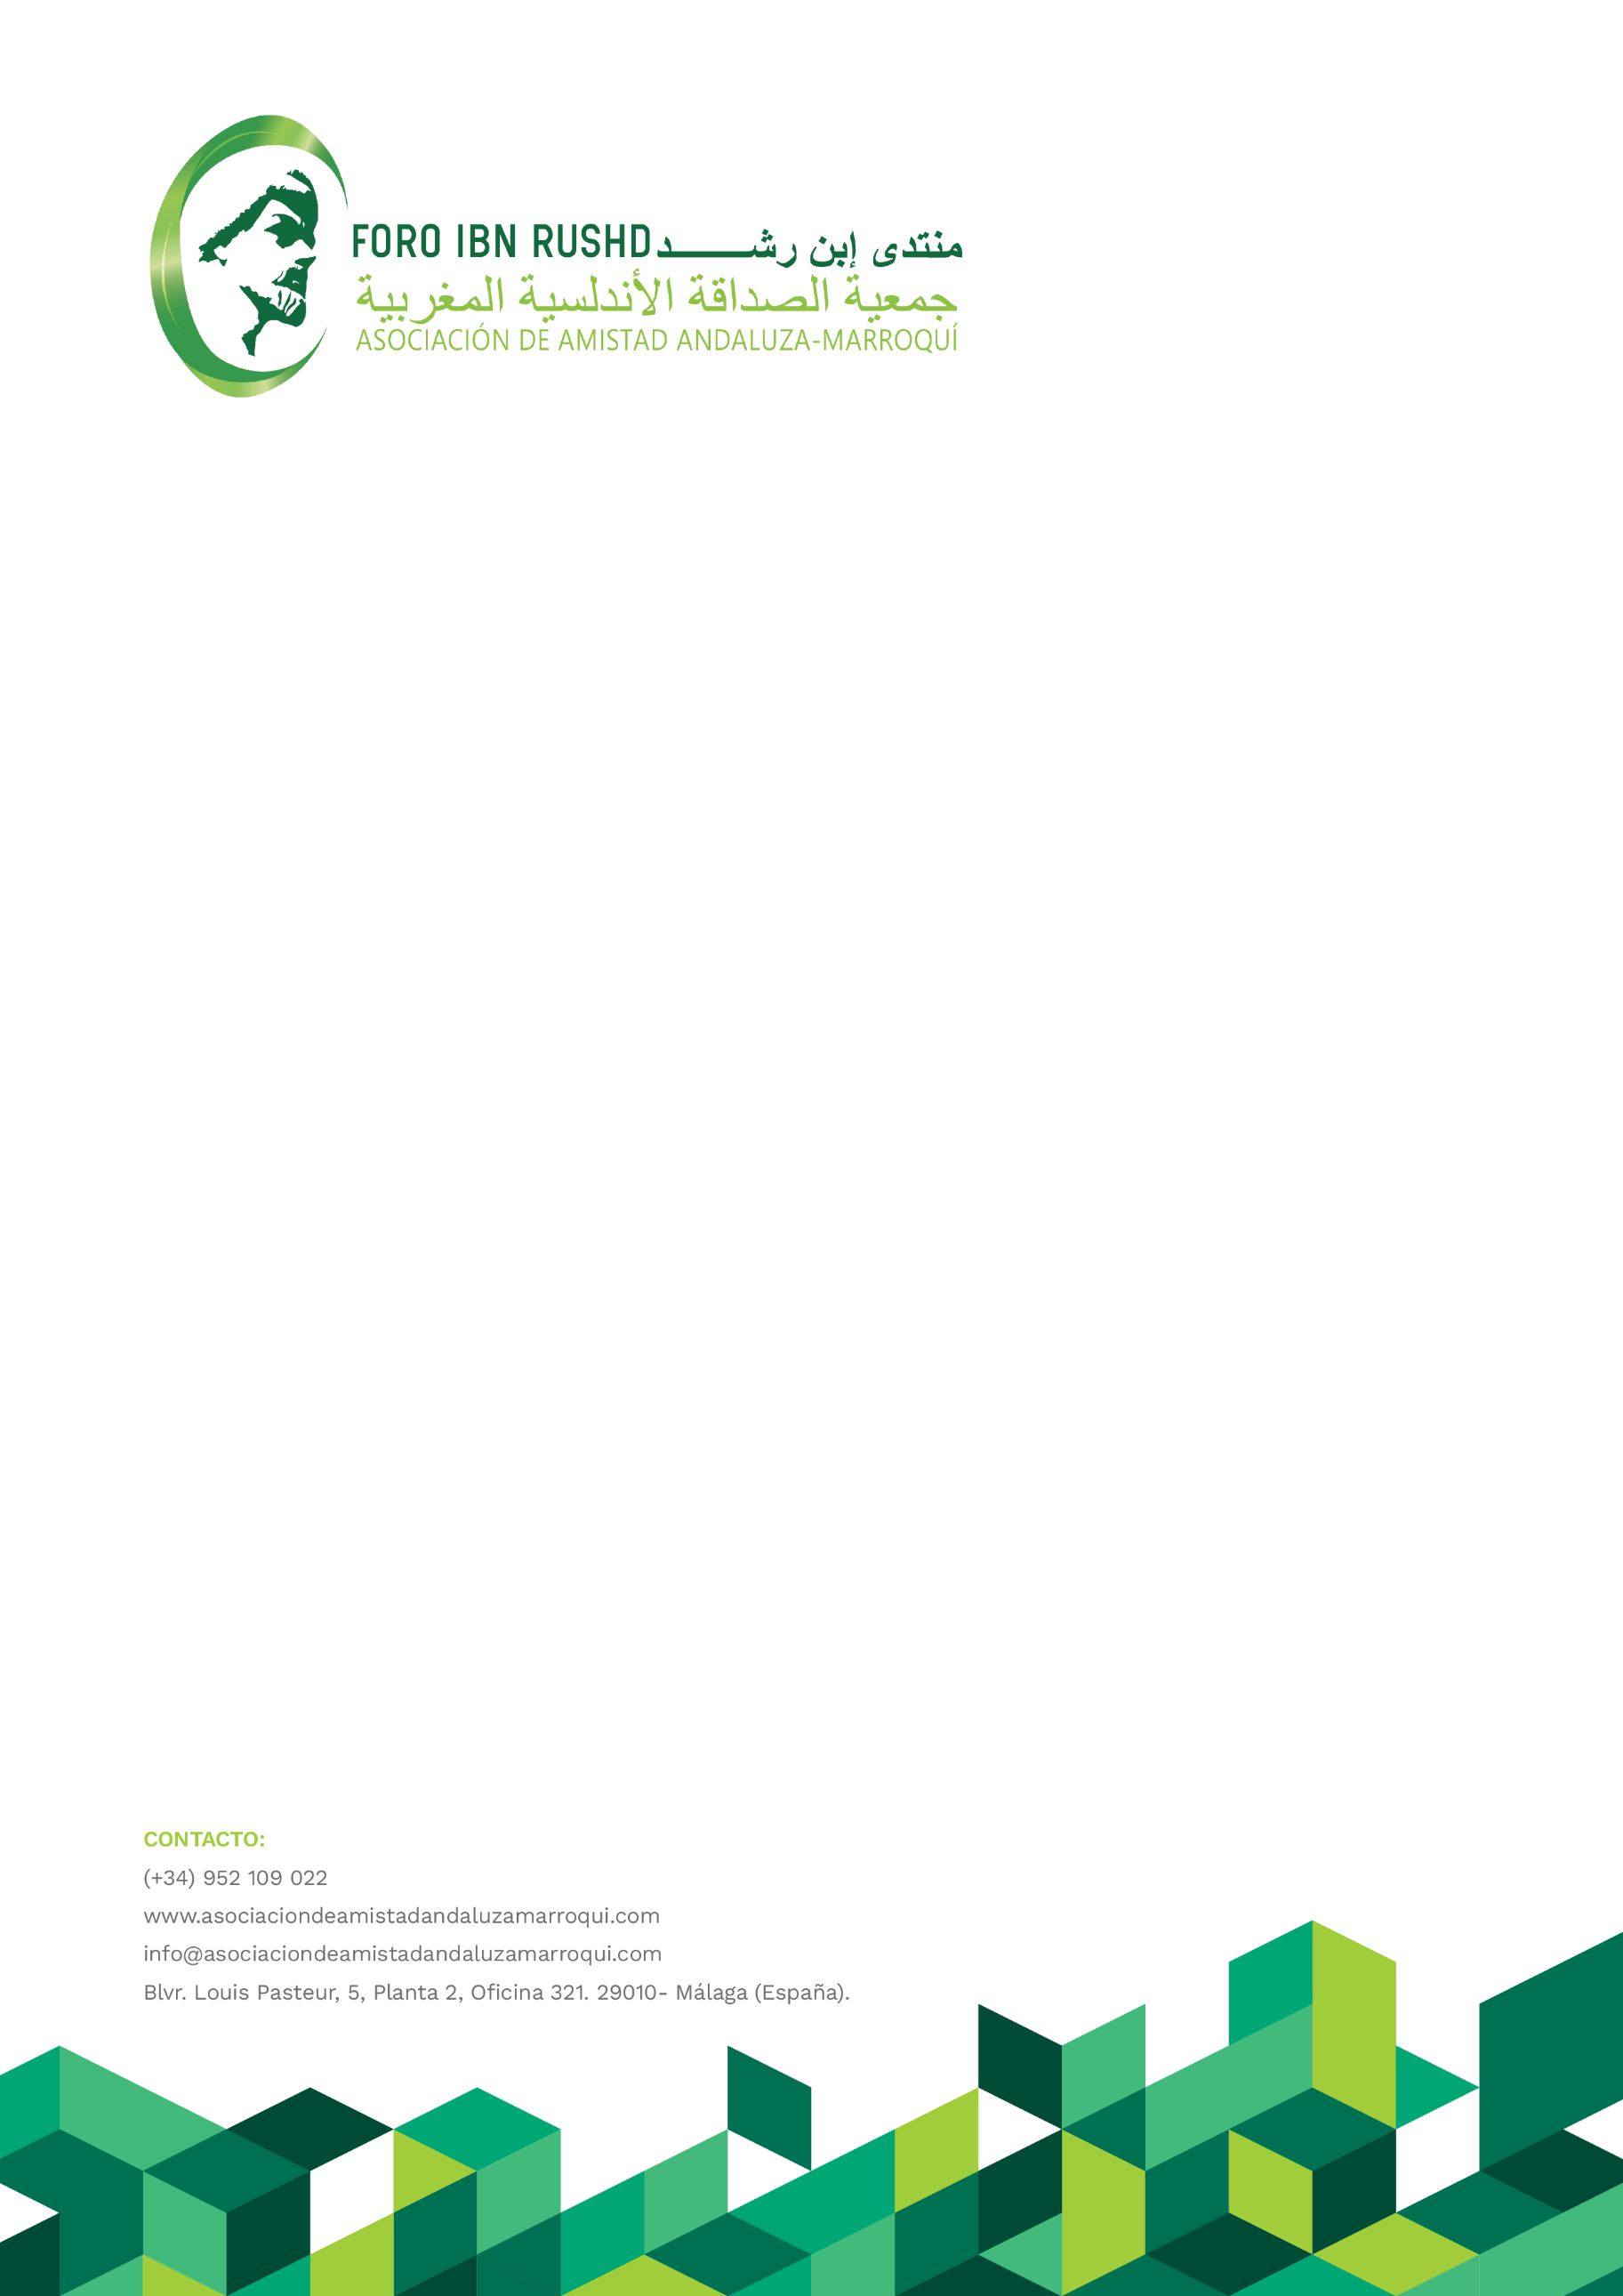 FORO IBN RUSHD منتدى إبن رشـــــــد
جمعية الصداقة الأندلسية المغربية
ASOCIACIÓN DE AMISTAD ANDALUZA-MARROQUÍ
CONTACTO:
(+34) 952 109 022
www.asociaciondeamistadandaluzamarroqui.com
info@asociaciondeamistadandaluzamarroqui.com
Blvr. Louis Pasteur, 5, Planta 2, Oficina 321. 29010- Málaga (España).